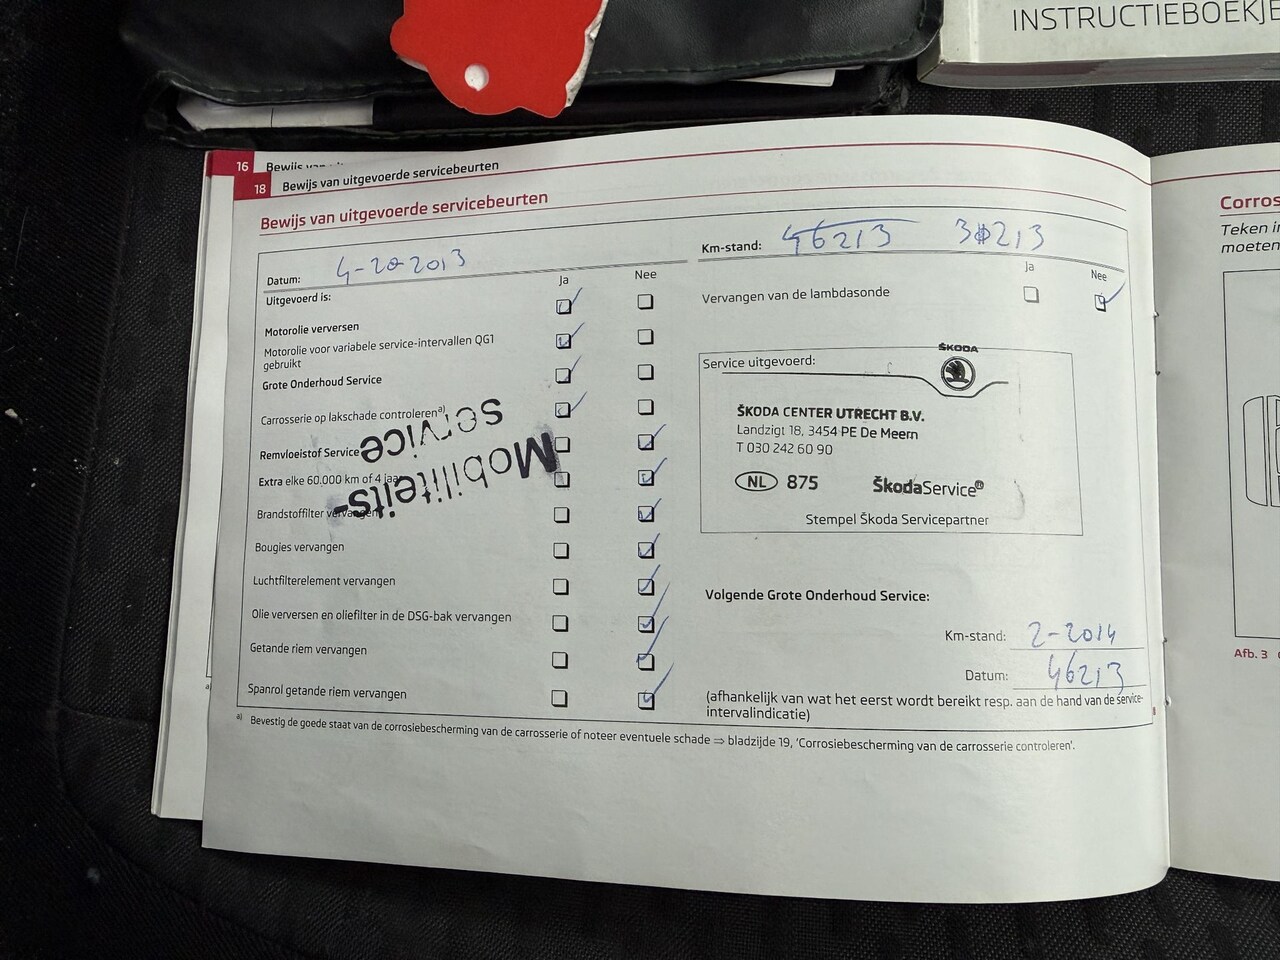 INSTRUCTIEBOEKJE
16 Bewijs van
18 Bewijs van uitgevoerde servicebeurten
Bewijs van uitgevoerde servicebeurten
Datum: 4-20-2013
Ja Nee
Uitgevoerd is:
Motorolie verversen
Motorolie voor variable service-intervallen QG1
gebruikt
Grote Onderhoud Service
Carrosserie op lakschade controleren a)
Remvloeistof Service
Extra elke 60.000 km of 4 jaar
Brandstoffilter vervangen
Bougies vervangen
Luchtfilterelement vervangen
Olie verversen en oliefilter in de DSG-bak vervangen
Getande riem vervangen
Spanrol getande riem vervangen
Mobiliteits-
service
Km-stand: 46213
Ja Nee
Vervangen van de lambdasonde
Service uitgevoerd:
ŠKODA
ŠKODA CENTER UTRECHT B.V.
Landzigt 18, 3454 PE De Meern
T 030 242 60 90
NL 875 ŠkodaService
Stempel Škoda Servicepartner
Volgende Grote Onderhoud Service:
Km-stand: 2-2014
Datum: 46213
(afhankelijk van wat het eerst wordt bereikt resp. aan de hand van de service-
intervalindicatie)
a) Bevestig de goede staat van de corrosiebescherming van de carrosserie of noteer eventuele schade ⇒ bladzijde 19, 'Corrosiebescherming van de carrosserie controleren'.
Corros
Teken in
moeten
Afb. 3